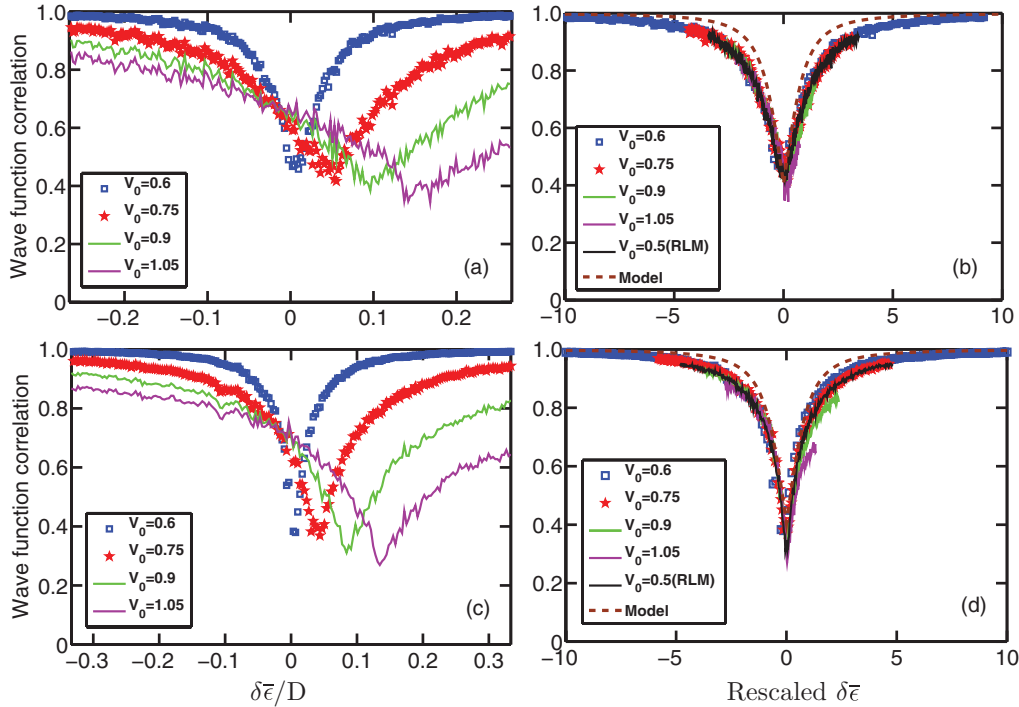 Wave function correlation
1.0
0.8
0.6
0.4
0.2
0
V0=0.6
V0=0.75
V0=0.9
V0=1.05
(a)
−0.2 −0.1 0 0.1 0.2
1.0
0.8
0.6
0.4
0.2
0
V0=0.6
V0=0.75
V0=0.9
V0=1.05
V0=0.5(RLM)
Model
(b)
−10 −5 0 5 10
Wave function correlation
1.0
0.8
0.6
0.4
0.2
0
V0=0.6
V0=0.75
V0=0.9
V0=1.05
(c)
−0.3 −0.2 −0.1 0 0.1 0.2 0.3
δε̄/D
1.0
0.8
0.6
0.4
0.2
0
V0=0.6
V0=0.75
V0=0.9
V0=1.05
V0=0.5(RLM)
Model
(d)
−10 −5 0 5 10
Rescaled δε̄